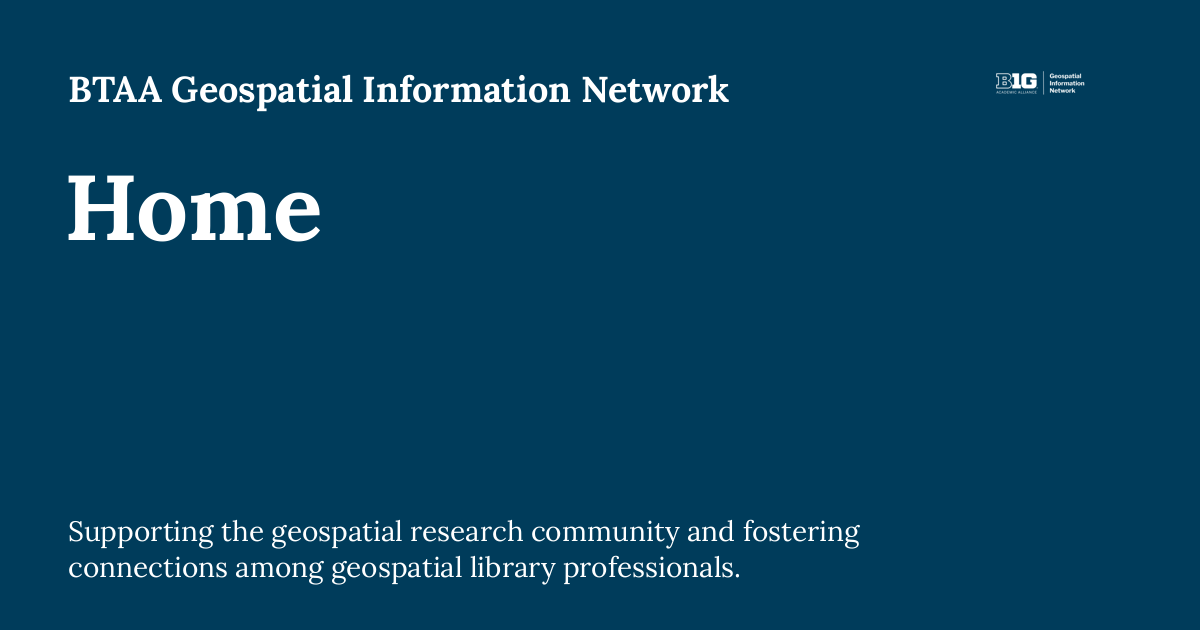 BTAA Geospatial Information Network
B1G
ACADEMIC ALLIANCE
Geospatial
Information
Network
Home
Supporting the geospatial research community and fostering
connections among geospatial library professionals.